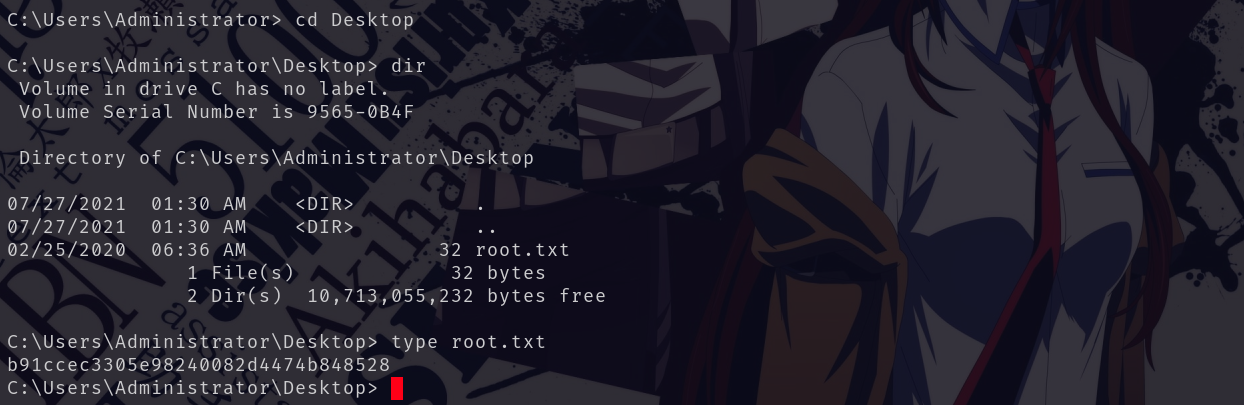 C:\Users\Administrator> cd Desktop
C:\Users\Administrator\Desktop> dir
 Volume in drive C has no label.
 Volume Serial Number is 9565-0B4F
 Directory of C:\Users\Administrator\Desktop
07/27/2021  01:30 AM    <DIR>          .
07/27/2021  01:30 AM    <DIR>          ..
02/25/2020  06:36 AM                32 root.txt
               1 File(s)             32 bytes
               2 Dir(s)  10,713,055,232 bytes free
C:\Users\Administrator\Desktop> type root.txt
b91ccec3305e98240082d4474b848528
C:\Users\Administrator\Desktop>
Akihabar